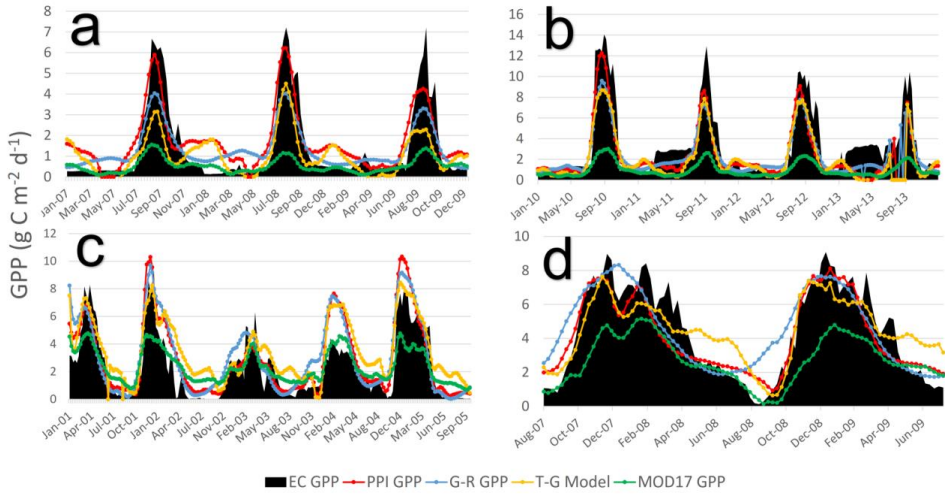 GPP (g C m⁻² d⁻¹)
a
8
7
6
5
4
3
2
1
0
Jan-07
Mar-07
May-07
Jul-07
Sep-07
Nov-07
Jan-08
Mar-08
May-08
Jul-08
Sep-08
Dec-08
Feb-09
Apr-09
Jun-09
Aug-09
Oct-09
Dec-09
b
16
14
12
10
8
6
4
2
0
Jan-10
May-10
Sep-10
Jan-11
May-11
Sep-11
Jan-12
May-12
Sep-12
Jan-13
May-13
Sep-13
c
12
10
8
6
4
2
0
Jan-01
Apr-01
Jul-01
Oct-01
Jan-02
Apr-02
Jul-02
Nov-02
Feb-03
May-03
Aug-03
Nov-03
Feb-04
May-04
Aug-04
Dec-04
Mar-05
Jun-05
Sep-05
d
10
8
6
4
2
0
Aug-07
Oct-07
Dec-07
Feb-08
Apr-08
Jun-08
Aug-08
Oct-08
Dec-08
Feb-09
Apr-09
Jun-09
EC GPP PPI GPP G-R GPP T-G Model MOD17 GPP